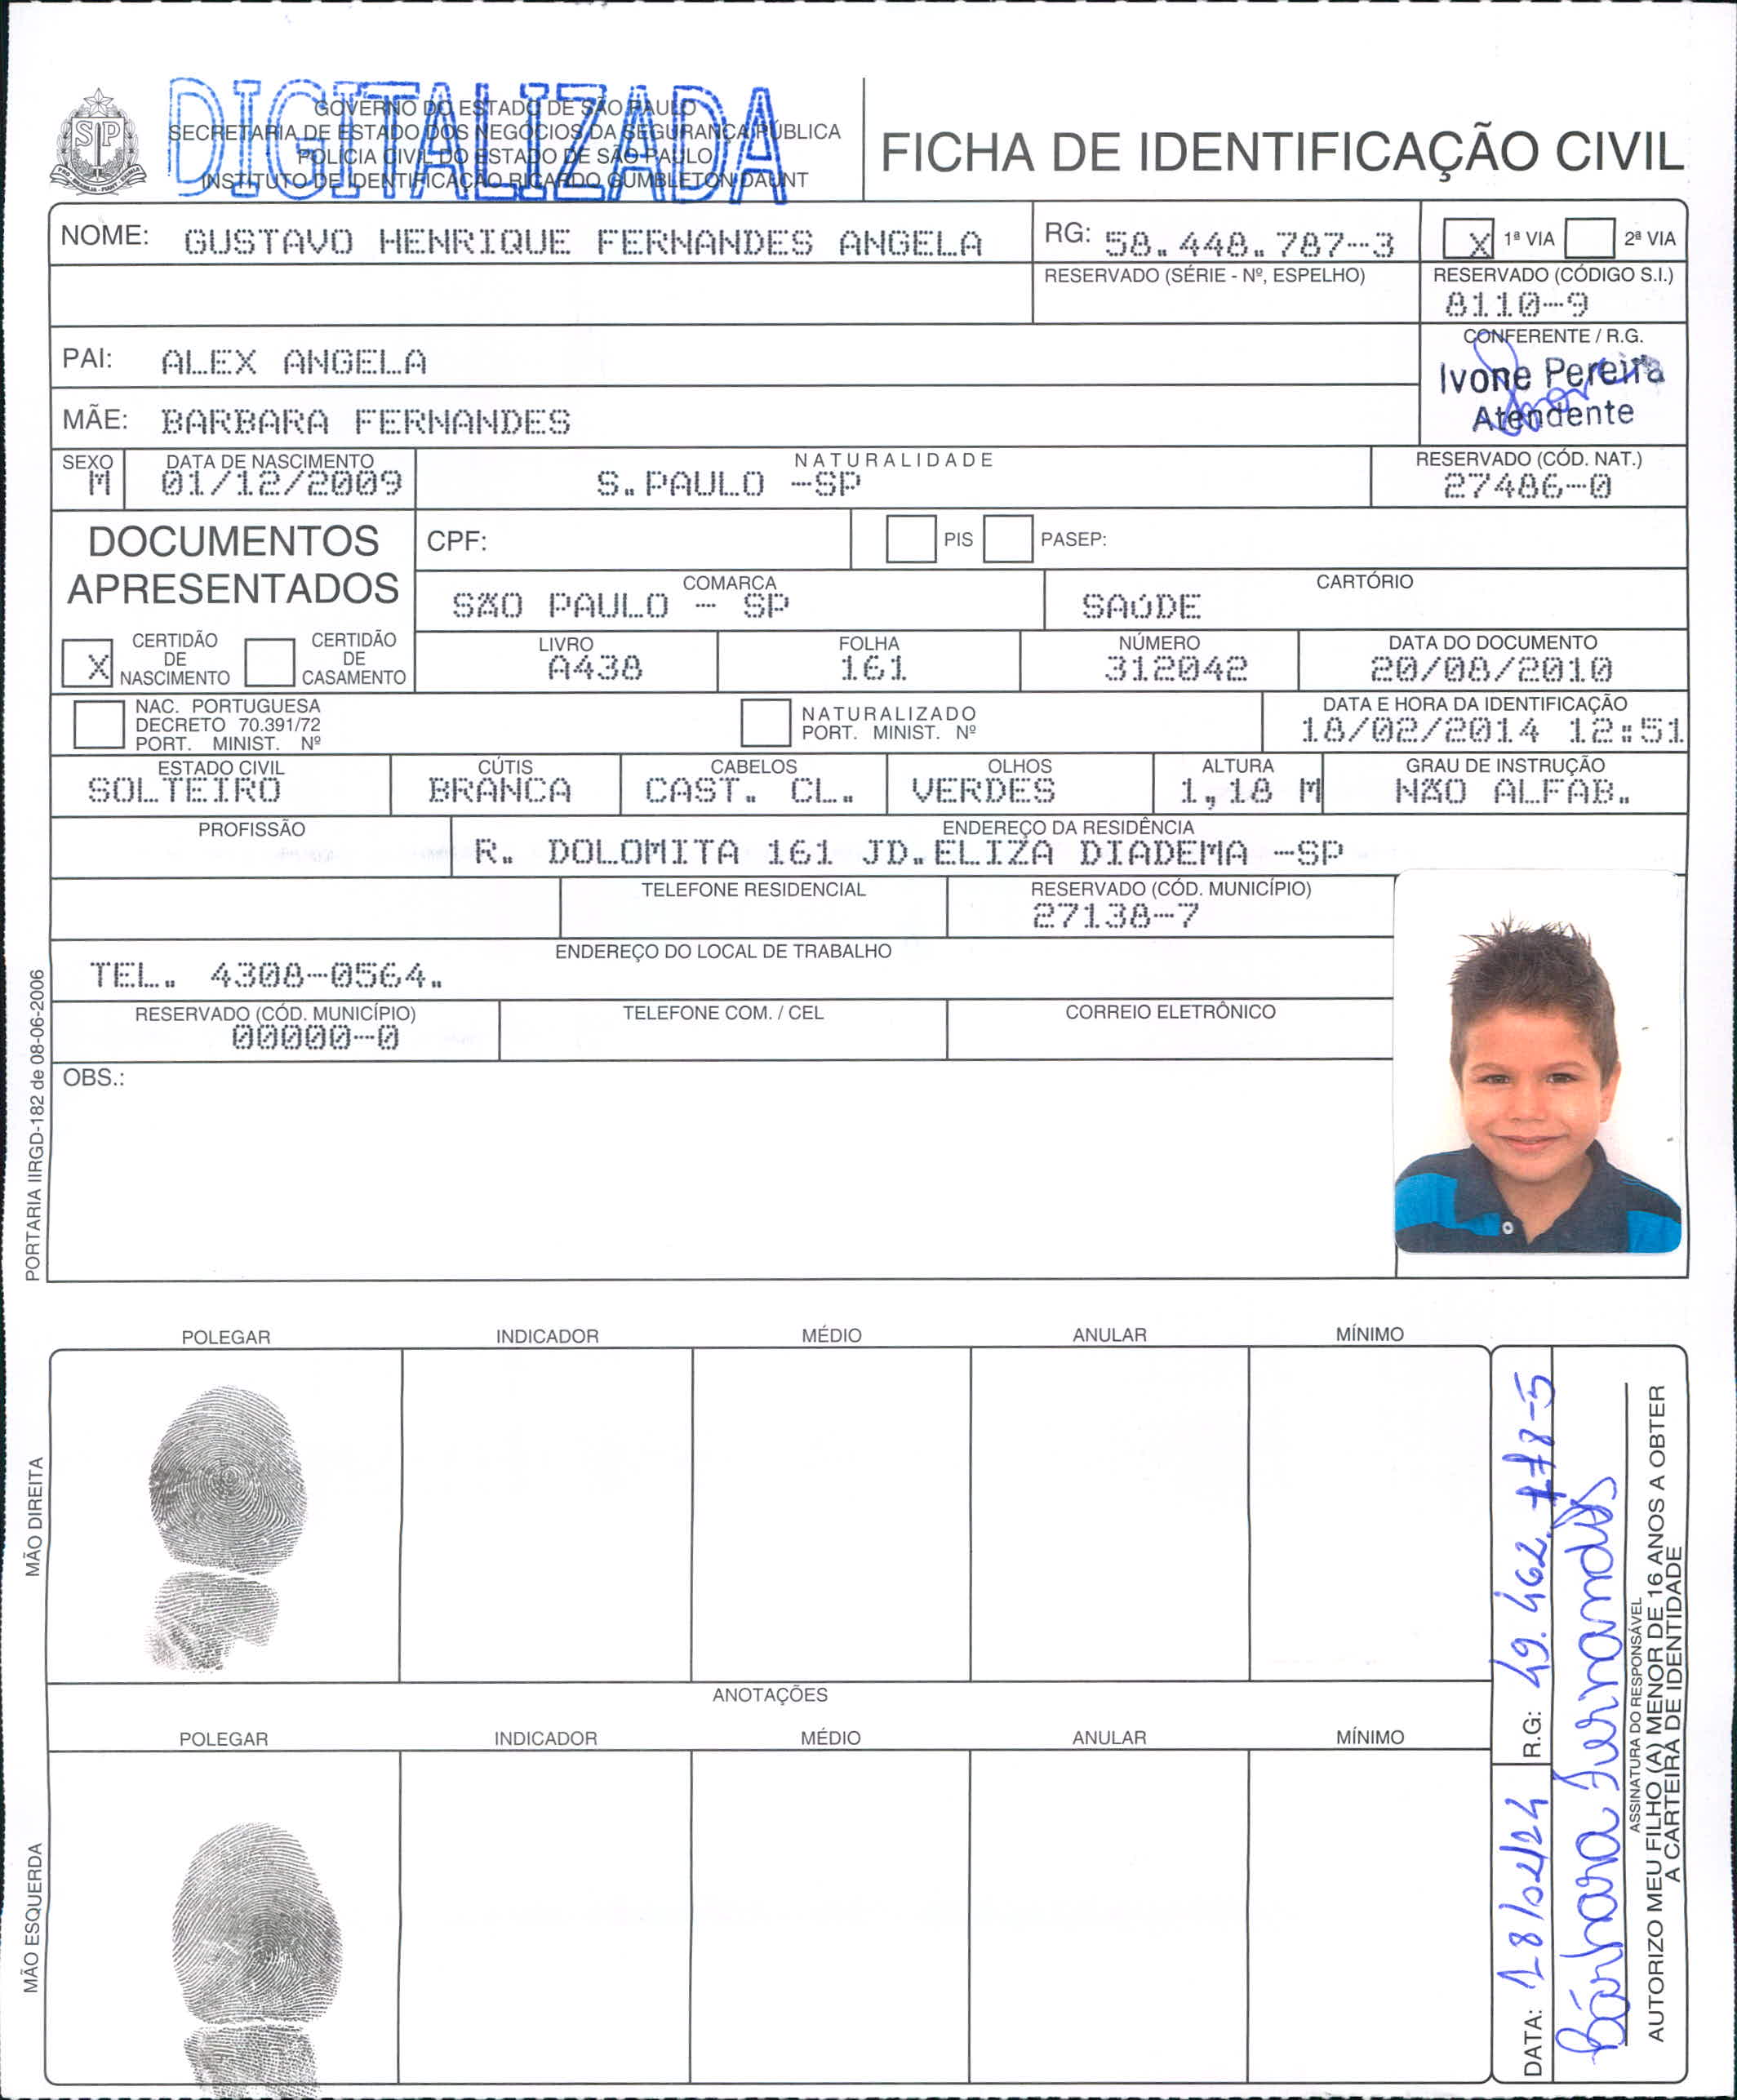 DIGITALIZADA
GOVERNO DO ESTADO DE SÃO PAULO
SECRETARIA DE ESTADO DOS NEGÓCIOS DA SEGURANÇA PÚBLICA
POLÍCIA CIVIL DO ESTADO DE SÃO PAULO
INSTITUTO DE IDENTIFICAÇÃO RICARDO GUMBLETON DAUNT
FICHA DE IDENTIFICAÇÃO CIVIL
NOME: GUSTAVO HENRIQUE FERNANDES ANGELA RG: 58.448.787-3 X 1ª VIA 2ª VIA
RESERVADO (SÉRIE - Nº, ESPELHO) RESERVADO (CÓDIGO S.I.)
8110-9
PAI: ALEX ANGELA
CONFERENTE / R.G.
Ivone Pereira
Atendente
MÃE: BARBARA FERNANDES
SEXO DATA DE NASCIMENTO NATURALIDADE RESERVADO (CÓD. NAT.)
M 01/12/2009 S.PAULO -SP 27486-0
DOCUMENTOS
APRESENTADOS
CPF: PIS PASEP:
COMARCA CARTÓRIO
SÃO PAULO - SP SAúDE
X CERTIDÃO DE NASCIMENTO CERTIDÃO DE CASAMENTO
LIVRO FOLHA NÚMERO DATA DO DOCUMENTO
A438 161 312042 20/08/2010
NAC. PORTUGUESA
DECRETO 70.391/72
PORT. MINIST. Nº
NATURALIZADO
PORT. MINIST. Nº
DATA E HORA DA IDENTIFICAÇÃO
18/02/2014 12:51
ESTADO CIVIL CÚTIS CABELOS OLHOS ALTURA GRAU DE INSTRUÇÃO
SOLTEIRO BRANCA CAST. CL. VERDES 1,18 M NÃO ALFAB.
PROFISSÃO ENDEREÇO DA RESIDÊNCIA
R. DOLOMITA 161 JD.ELIZA DIADEMA -SP
TELEFONE RESIDENCIAL RESERVADO (CÓD. MUNICÍPIO)
27138-7
ENDEREÇO DO LOCAL DE TRABALHO
TEL. 4308-0564.
RESERVADO (CÓD. MUNICÍPIO) TELEFONE COM. / CEL CORREIO ELETRÔNICO
00000-0
OBS.:
PORTARIA IIRGD-182 de 08-06-2006
POLEGAR INDICADOR MÉDIO ANULAR MÍNIMO
MÃO DIREITA
ANOTAÇÕES
POLEGAR INDICADOR MÉDIO ANULAR MÍNIMO
MÃO ESQUERDA
DATA: 18/02/24 R.G: 49.462.778-5
Bárbara Fernandes
ASSINATURA DO RESPONSÁVEL
AUTORIZO MEU FILHO (A) MENOR DE 16 ANOS A OBTER
A CARTEIRA DE IDENTIDADE